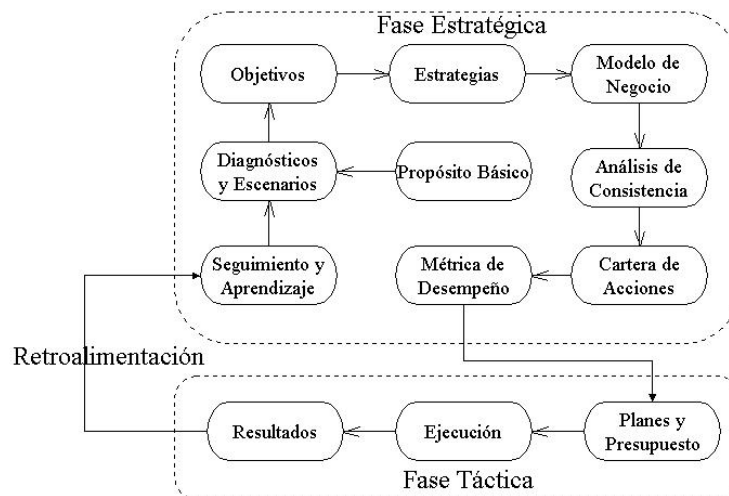 Fase Estratégica
Objetivos
Estrategias
Modelo de
Negocio
Diagnósticos
y Escenarios
Propósito Básico
Análisis de
Consistencia
Seguimiento y
Aprendizaje
Métrica de
Desempeño
Cartera de
Acciones
Retroalimentación
Resultados
Ejecución
Planes y
Presupuesto
Fase Táctica